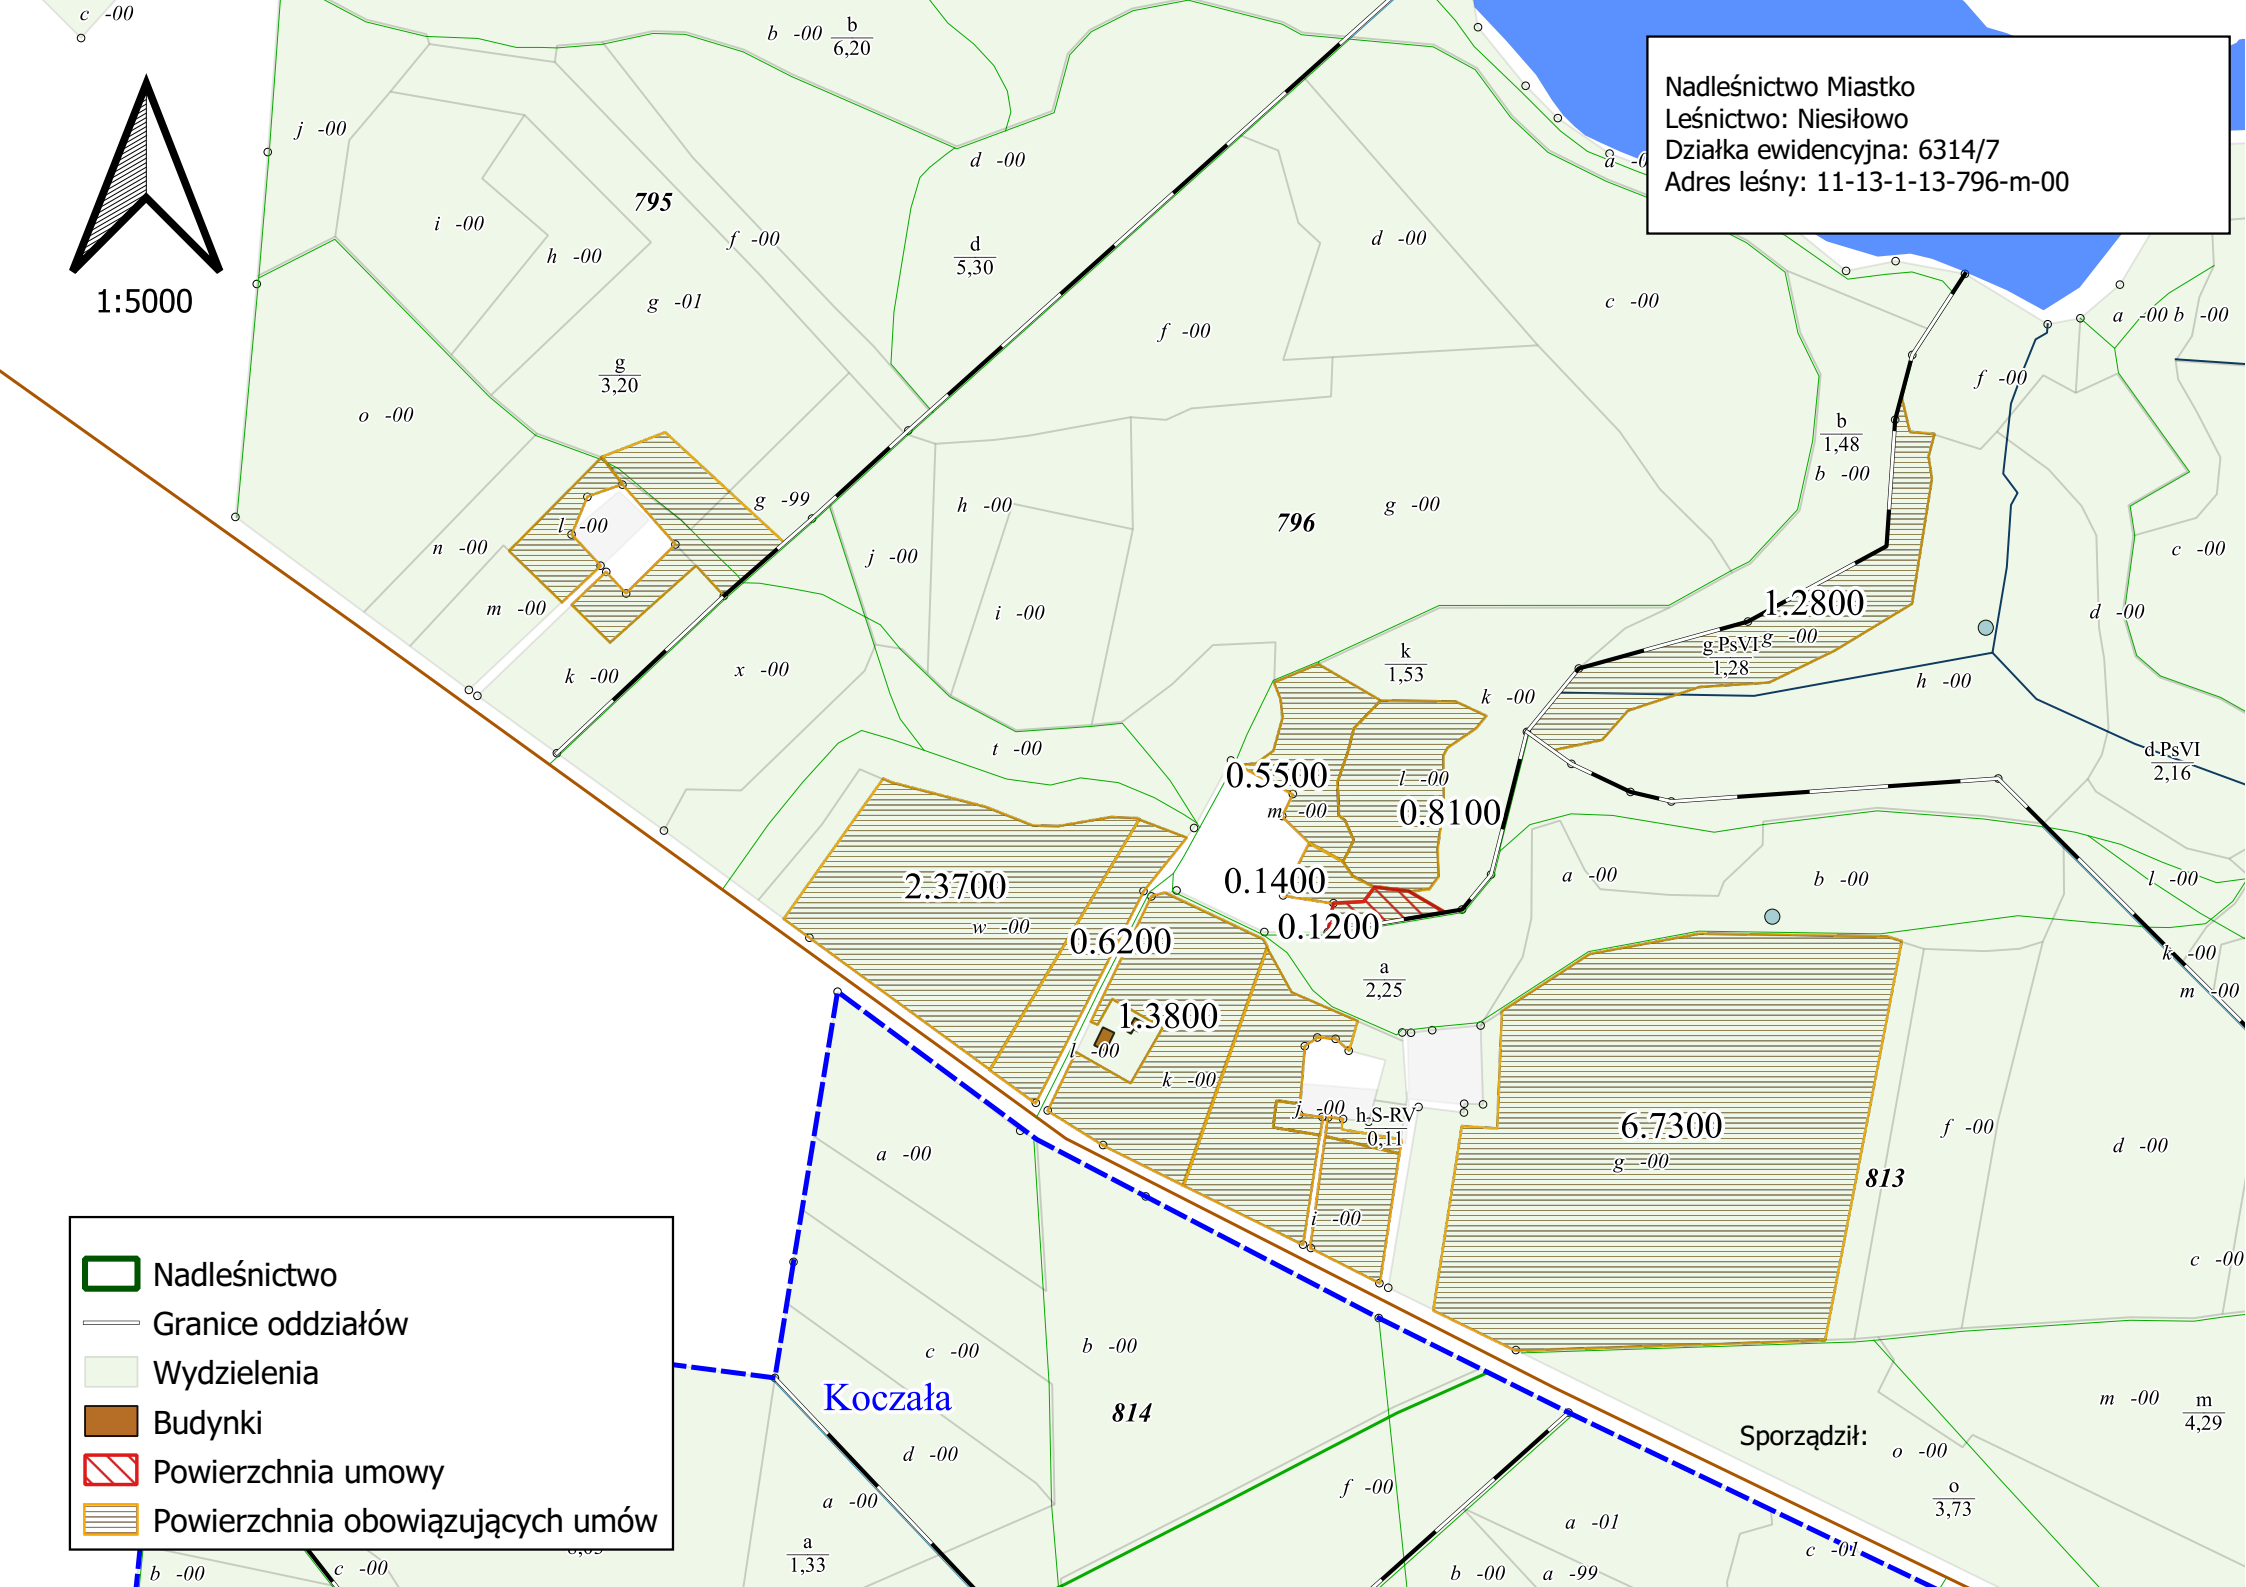 c -00
b -00
b
6,20
Nadleśnictwo Miastko
Leśnictwo: Niesiłowo
Działka ewidencyjna: 6314/7
Adres leśny: 11-13-1-13-796-m-00
j -00
d -00
795
i -00
f -00
h -00
d
5,30
d -00
1:5000
g -01
c -00
a -00
b -00
f -00
g
3,20
f -00
o -00
b
1,48
b -00
g -99
h -00
g -00
796
l -00
n -00
j -00
c -00
m -00
i -00
1.2800
g -00
d -00
g PsVI
1,28
k
1,53
k -00
x -00
k -00
h -00
t -00
d PsVI
2,16
0.5500
l -00
m -00
0.8100
2.3700
0.1400
a -00
b -00
l -00
w -00
0.6200
0.1200
k -00
a
2,25
m -00
1.3800
l -00
k -00
j -00
h S-RV
0,11
6.7300
g -00
f -00
d -00
813
a -00
i -00
c -00
Nadleśnictwo
Granice oddziałów
Wydzielenia
Budynki
Powierzchnia umowy
Powierzchnia obowiązujących umów
c -00
b -00
Koczała
814
d -00
a -00
m -00
m
4,29
Sporządził:
o -00
f -00
o
3,73
a -01
c -01
a
1,33
b -00
c -00
b -00
a -99